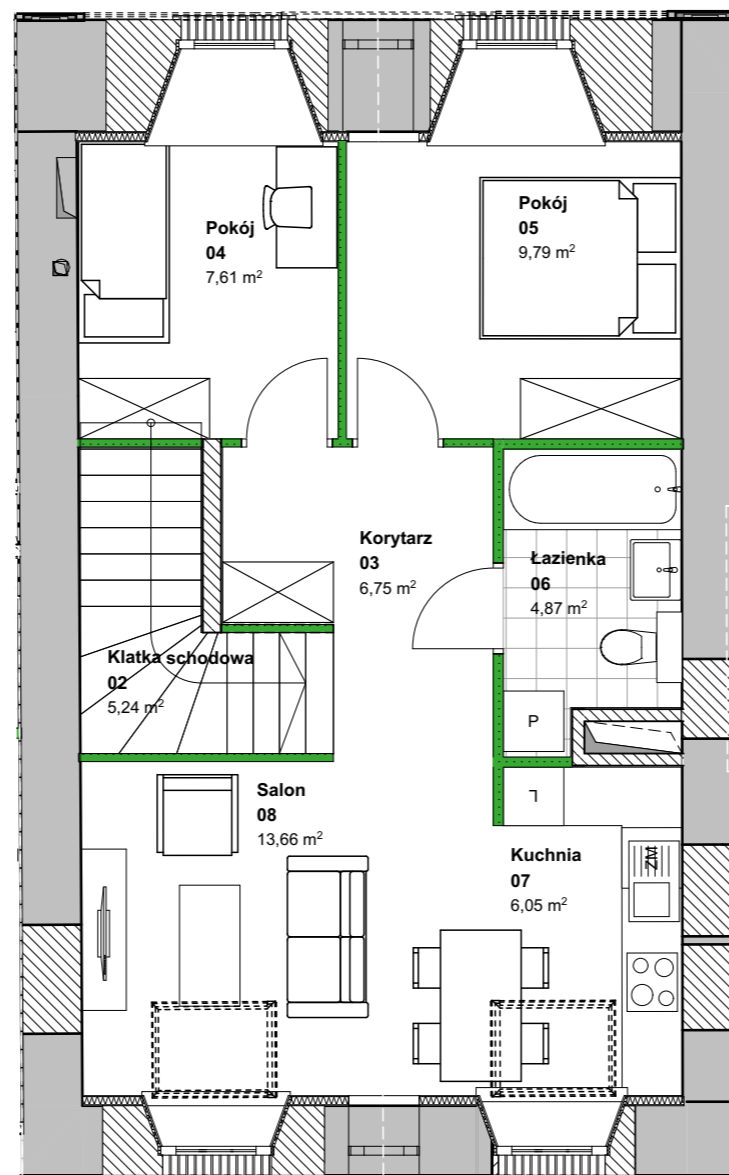 Pokój
04
7,61 m²
Pokój
05
9,79 m²
Korytarz
03
6,75 m²
Łazienka
06
4,87 m²
Klatka schodowa
02
5,24 m²
P
Salon
08
13,66 m²
L
Kuchnia
07
6,05 m²
ZM